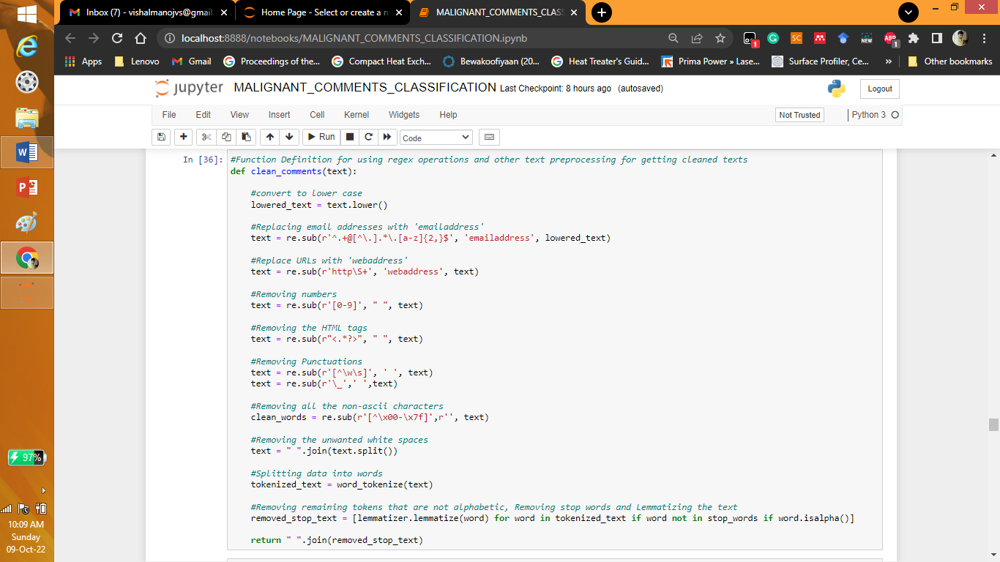 Inbox (7) - vishalmanojvs@gmail.
Home Page - Select or create a n
MALIGNANT_COMMENTS_CLASS
localhost:8888/notebooks/MALIGNANT_COMMENTS_CLASSIFICATION.ipynb
1
G
SC
NEW
ABP
1
Apps
Lenovo
Gmail
Proceedings of the...
Compact Heat Exch...
Bewakoofiyaan (20...
Heat Treater's Guid...
Prima Power » Lase...
Surface Profiler, Ce...
»
Other bookmarks
jupyter
MALIGNANT_COMMENTS_CLASSIFICATION Last Checkpoint: 8 hours ago (autosaved)
Logout
File Edit View Insert Cell Kernel Widgets Help
Not Trusted
Python 3
Run
Code
In [36]:
#Function Definition for using regex operations and other text preprocessing for getting cleaned texts
def clean_comments(text):
#convert to lower case
lowered_text = text.lower()
#Replacing email addresses with 'emailaddress'
text = re.sub(r'^.+@[^\.].*\.[a-z]{2,}$', 'emailaddress', lowered_text)
#Replace URLs with 'webaddress'
text = re.sub(r'http\S+', 'webaddress', text)
#Removing numbers
text = re.sub(r'[0-9]', " ", text)
#Removing the HTML tags
text = re.sub(r"<.*?>", " ", text)
#Removing Punctuations
text = re.sub(r'[^\w\s]', ' ', text)
text = re.sub(r'\_',' ',text)
#Removing all the non-ascii characters
clean_words = re.sub(r'[^\x00-\x7f]',r'', text)
#Removing the unwanted white spaces
text = " ".join(text.split())
#Splitting data into words
tokenized_text = word_tokenize(text)
#Removing remaining tokens that are not alphabetic, Removing stop words and Lemmatizing the text
removed_stop_text = [lemmatizer.lemmatize(word) for word in tokenized_text if word not in stop_words if word.isalpha()]
return " ".join(removed_stop_text)
97%
10:09 AM
Sunday
09-Oct-22